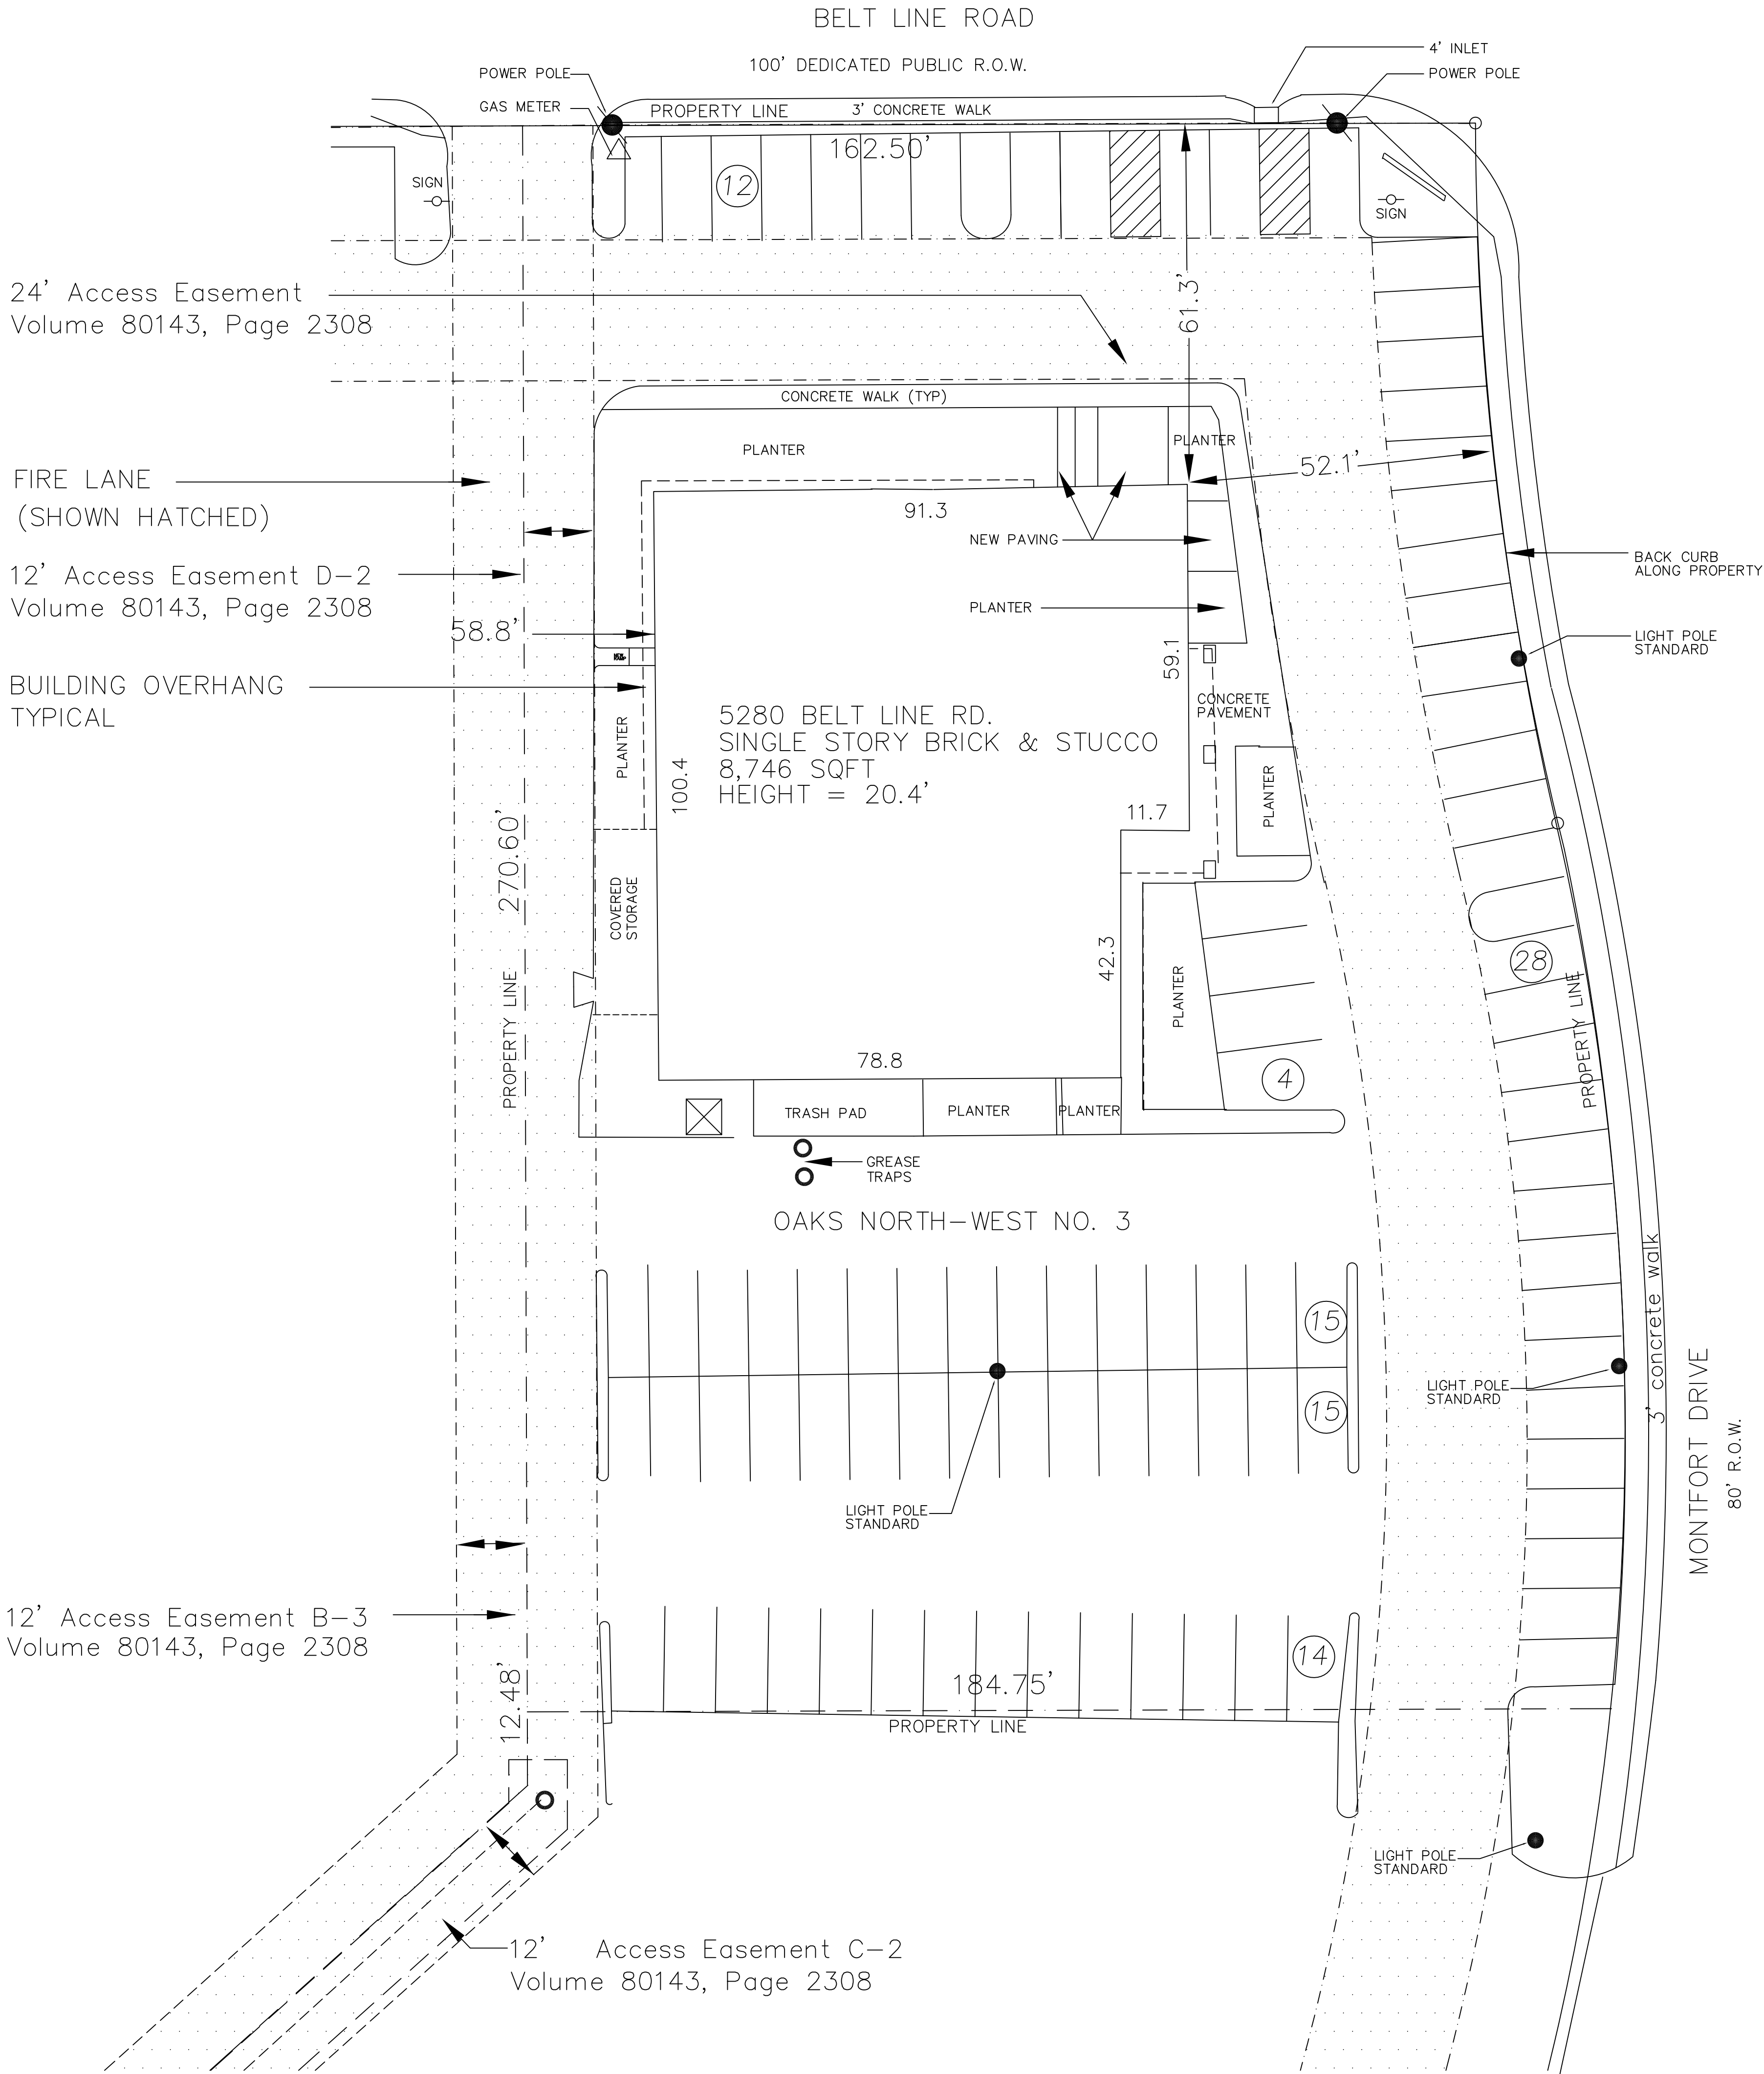 BELT LINE ROAD
100' DEDICATED PUBLIC R.O.W.
4' INLET
POWER POLE
POWER POLE
GAS METER
PROPERTY LINE
3' CONCRETE WALK
162.50'
12
SIGN
SIGN
24' Access Easement
Volume 80143, Page 2308
61.3'
CONCRETE WALK (TYP)
PLANTER
PLANTER
52.1'
FIRE LANE
(SHOWN HATCHED)
91.3
NEW PAVING
BACK CURB
ALONG PROPERTY
12' Access Easement D-2
Volume 80143, Page 2308
PLANTER
58.8'
LIGHT POLE
STANDARD
59.1
BUILDING OVERHANG
TYPICAL
CONCRETE
PAVEMENT
PLANTER
5280 BELT LINE RD.
SINGLE STORY BRICK & STUCCO
8,746 SQFT
HEIGHT = 20.4'
100.4
PLANTER
11.7
270.60'
COVERED
STORAGE
42.3
28
PLANTER
PROPERTY LINE
PROPERTY LINE
78.8
4
TRASH PAD
PLANTER
PLANTER
GREASE
TRAPS
OAKS NORTH-WEST NO. 3
15
3' concrete walk
15
LIGHT POLE
STANDARD
MONTFORT DRIVE
80' R.O.W.
LIGHT POLE
STANDARD
12' Access Easement B-3
Volume 80143, Page 2308
14
12.48'
184.75'
PROPERTY LINE
LIGHT POLE
STANDARD
12' Access Easement C-2
Volume 80143, Page 2308